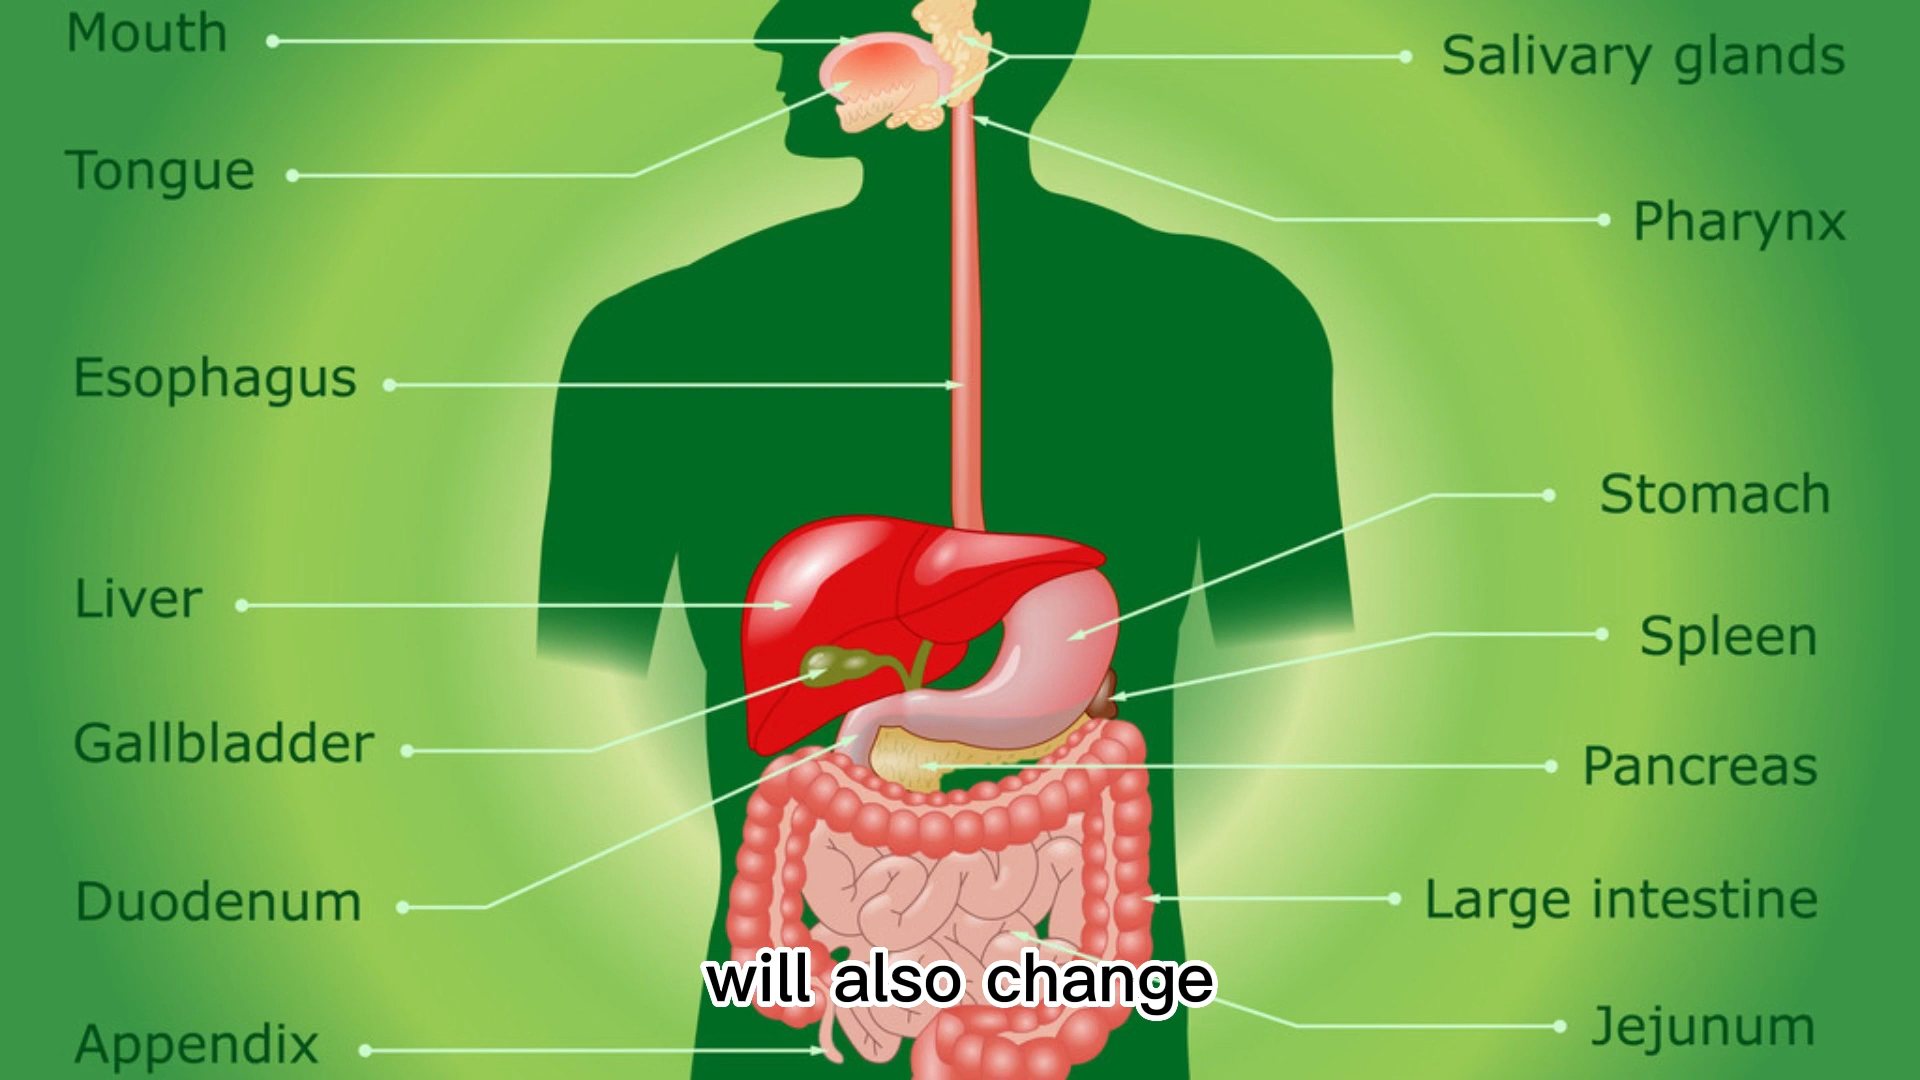 Mouth
Tongue
Esophagus
Liver
Gallbladder
Duodenum
Appendix
Salivary glands
Pharynx
Stomach
Spleen
Pancreas
Large intestine
Jejunum
will also change